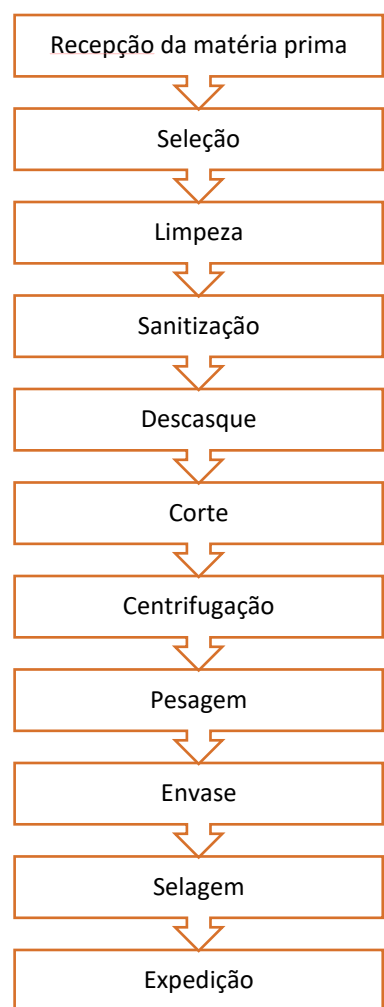 Recepção da matéria prima
Seleção
Limpeza
Sanitização
Descasque
Corte
Centrifugação
Pesagem
Envase
Selagem
Expedição